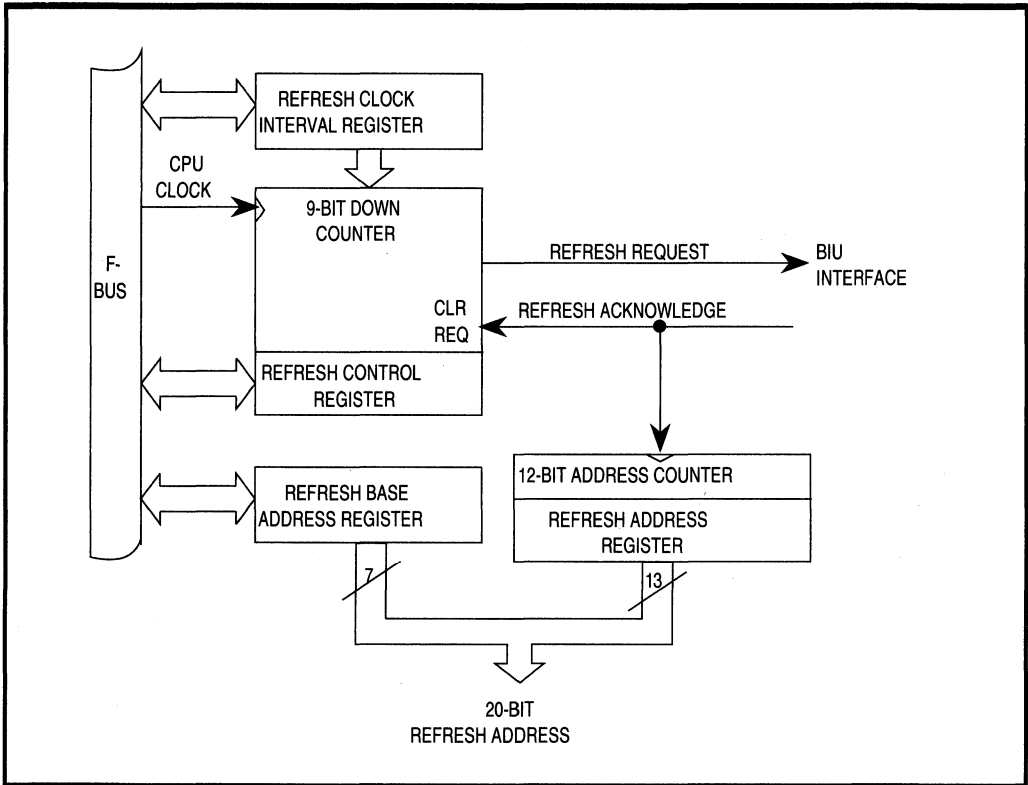 REFRESH CLOCK
INTERVAL REGISTER
CPU
CLOCK
9-BIT DOWN
COUNTER
F-
BUS
REFRESH REQUEST
BIU
INTERFACE
CLR
REQ
REFRESH ACKNOWLEDGE
REFRESH CONTROL
REGISTER
12-BIT ADDRESS COUNTER
REFRESH BASE
ADDRESS REGISTER
REFRESH ADDRESS
REGISTER
7
13
20-BIT
REFRESH ADDRESS